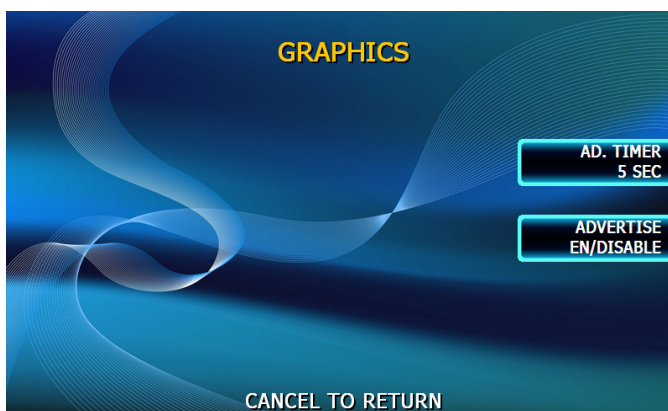 GRAPHICS
AD. TIMER
5 SEC
ADVERTISE
EN/DISABLE
CANCEL TO RETURN